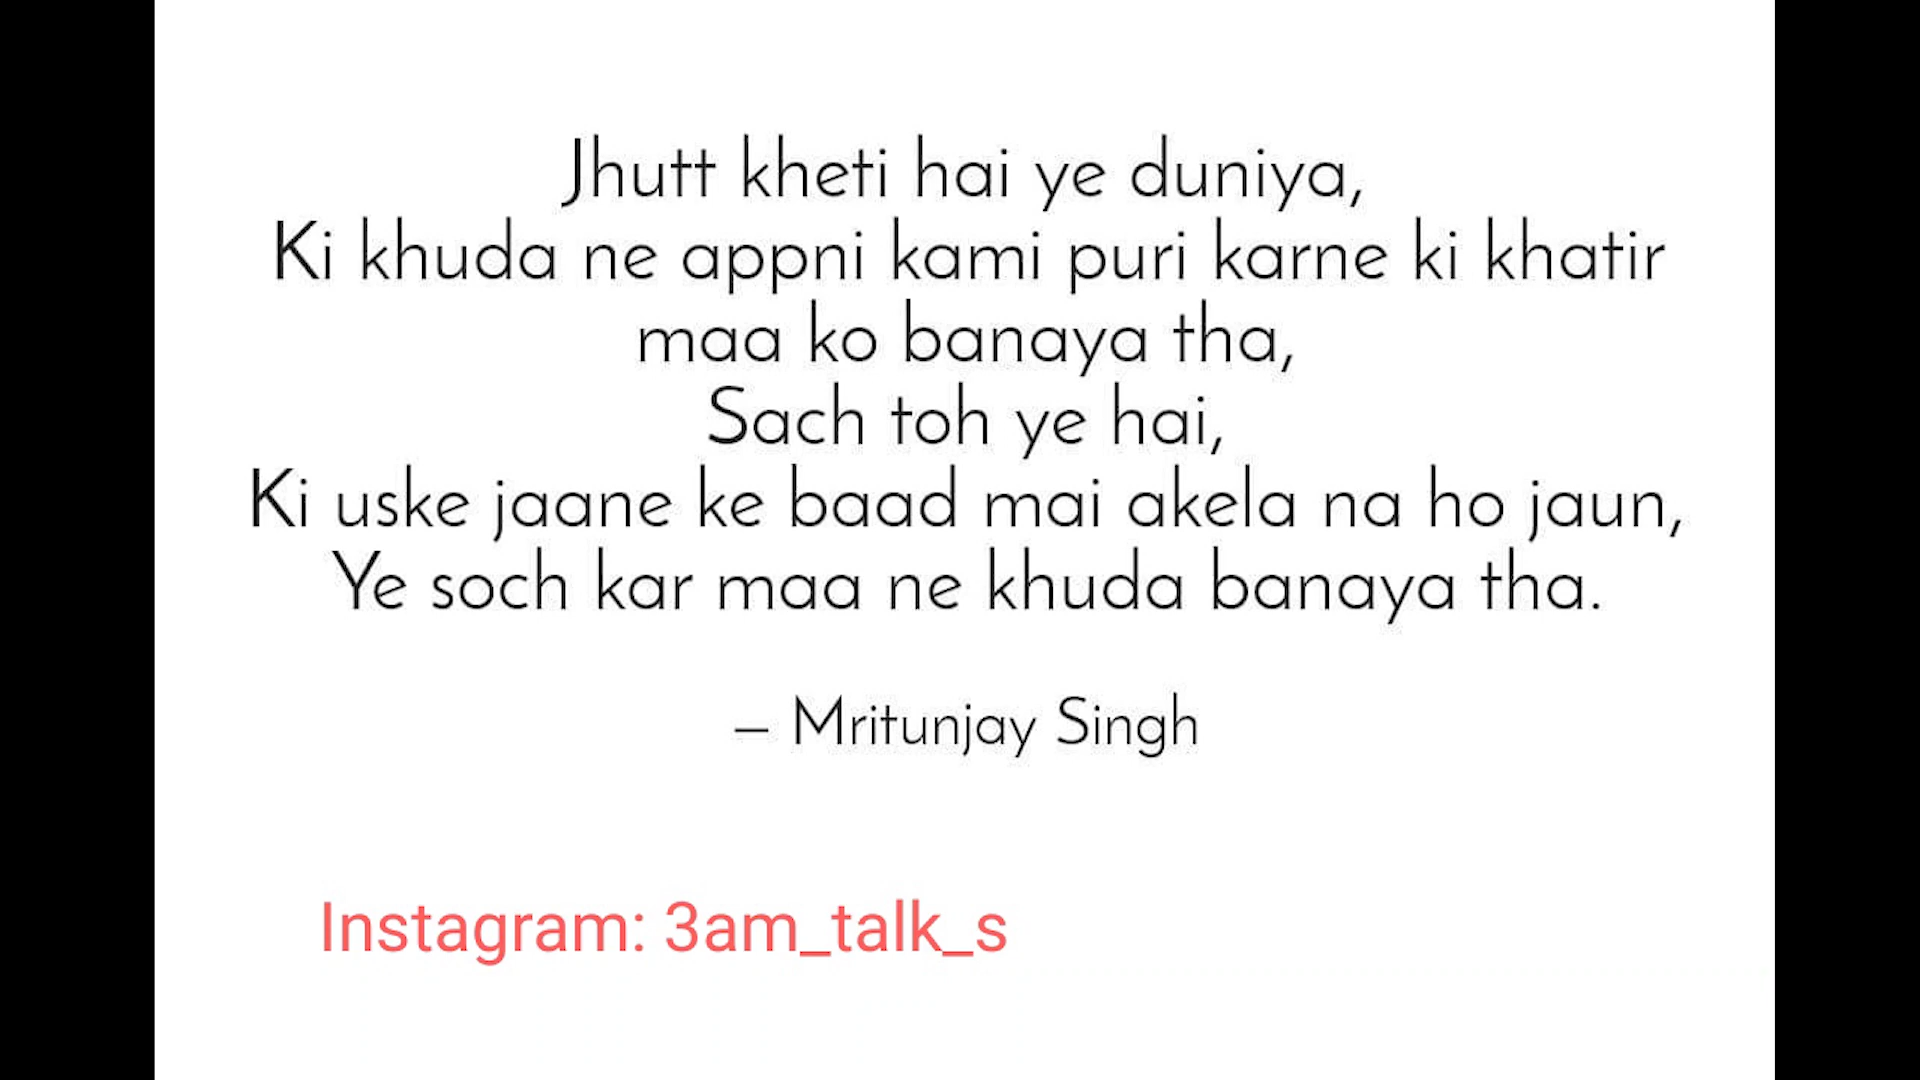 Jhutt kheti hai ye duniya,
Ki khuda ne appni kami puri karne ki khatir
maa ko banaya tha,
Sach toh ye hai,
Ki uske jaane ke baad mai akela na ho jaun,
Ye soch kar maa ne khuda banaya tha.
– Mritunjay Singh
Instagram: 3am_talk_s